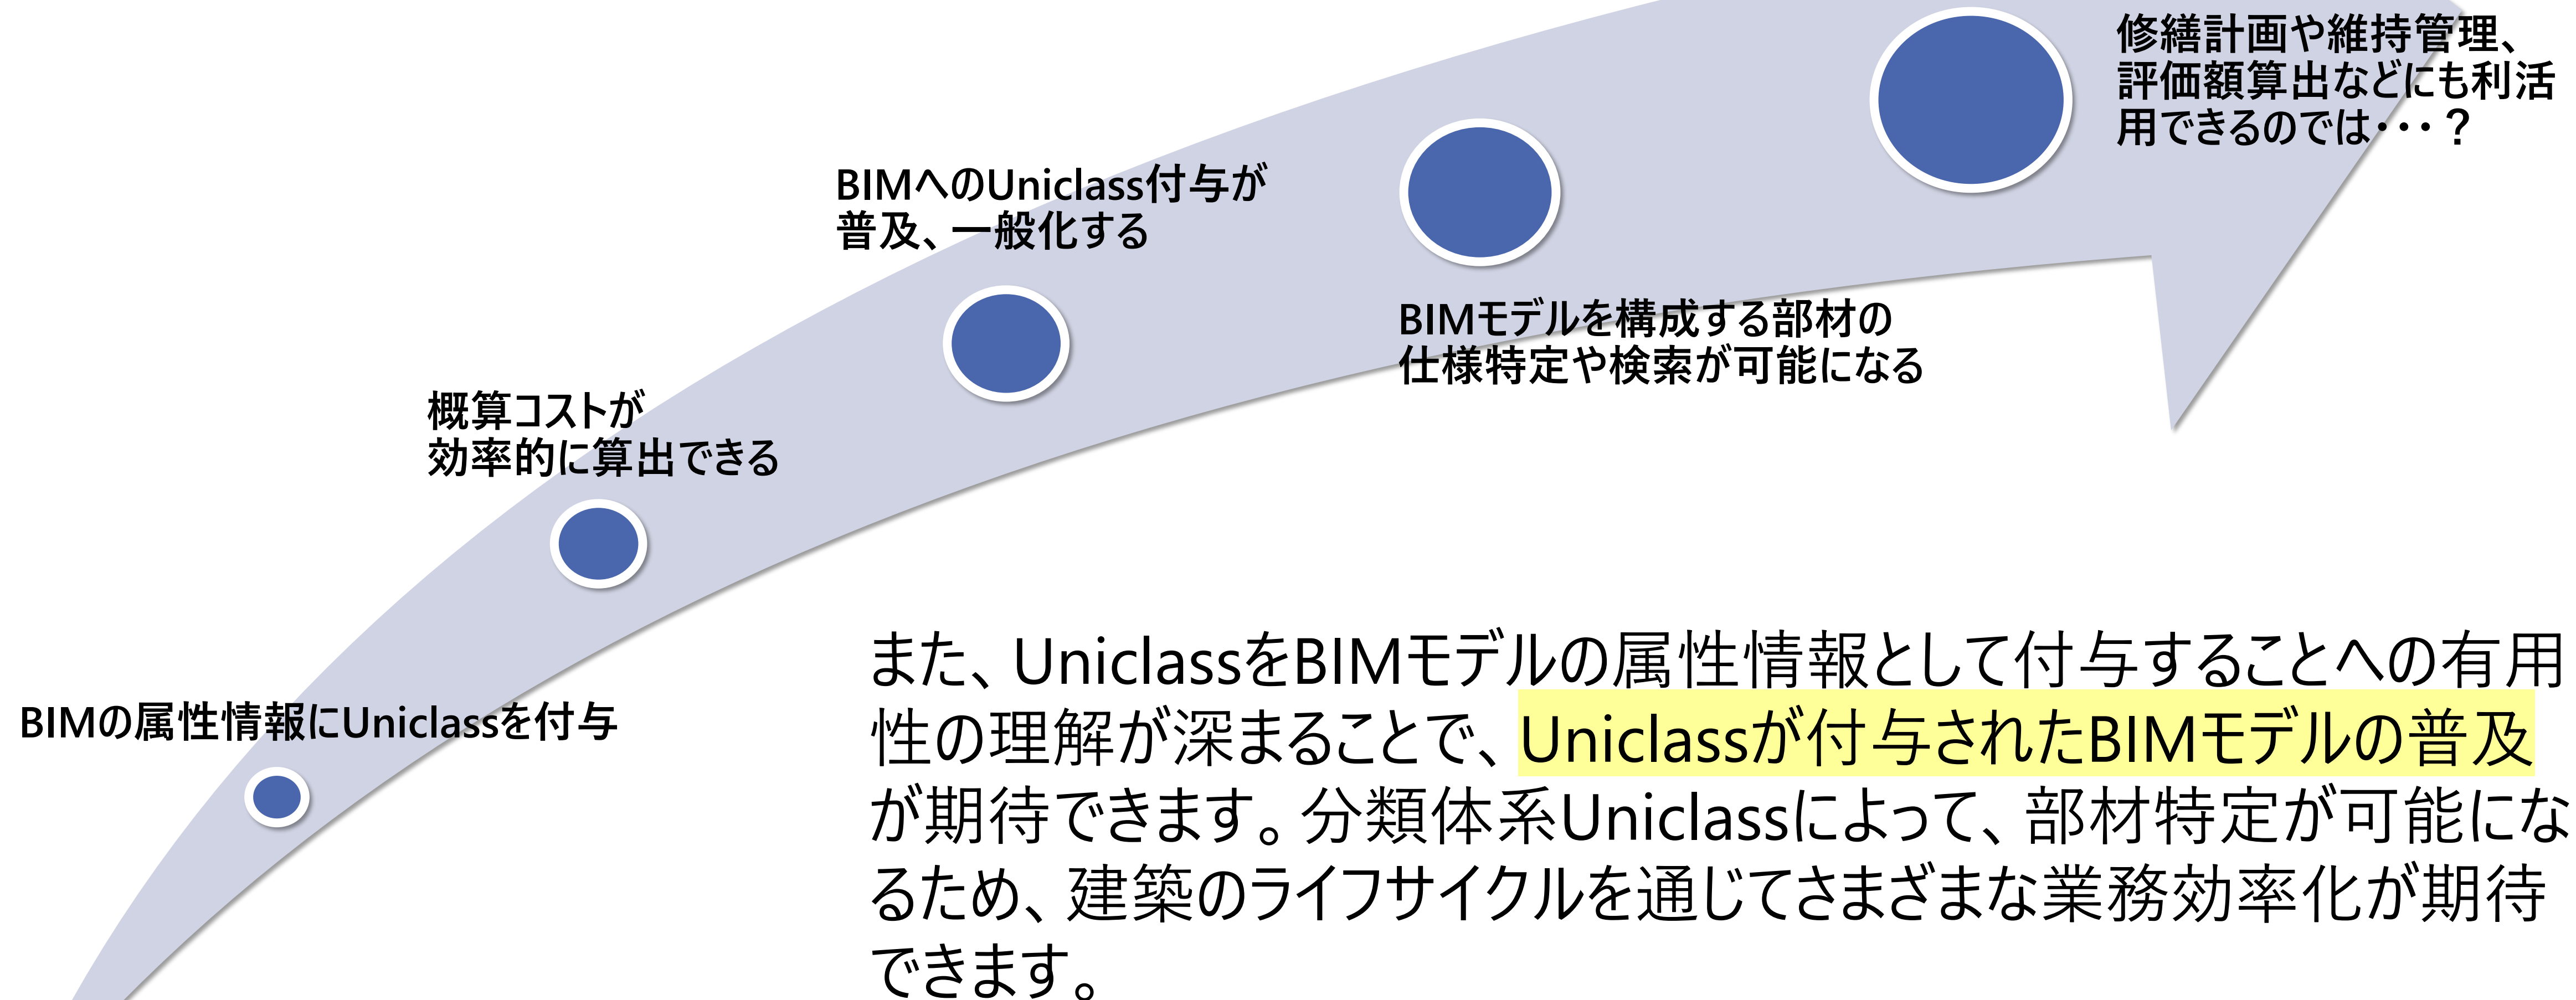 修繕計画や維持管理、
評価額算出などにも利活
用できるのでは・・・？
BIMへのUniclass付与が
普及、一般化する
BIMモデルを構成する部材の
仕様特定や検索が可能になる
概算コストが
効率的に算出できる
BIMの属性情報にUniclassを付与
また、UniclassをBIMモデルの属性情報として付与することへの有用
性の理解が深まることで、Uniclassが付与されたBIMモデルの普及
が期待できます。分類体系Uniclassによって、部材特定が可能にな
るため、建築のライフサイクルを通じてさまざまな業務効率化が期待
できます。